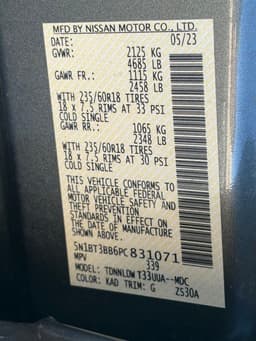 MFD BY NISSAN MOTOR CO., LTD.
DATE: 05/23
GVWR: 2125 KG
4685 LB
GAWR FR.: 1115 KG
2458 LB
WITH 235/60R18 TIRES
18 x 7.5 RIMS AT 33 PSI
COLD SINGLE
GAWR RR.: 1065 KG
2348 LB
WITH 235/60R18 TIRES
18 x 7.5 RIMS AT 30 PSI
COLD SINGLE
THIS VEHICLE CONFORMS TO
ALL APPLICABLE FEDERAL
MOTOR VEHICLE SAFETY AND
THEFT PREVENTION
STANDARDS IN EFFECT ON
THE DATE OF MANUFACTURE
SHOWN ABOVE.
5N1BT3BB6PC831071
MPV 339
MODEL: TDNNLDW T33UUA--MDC
COLOR: KAD TRIM: G ZS30A